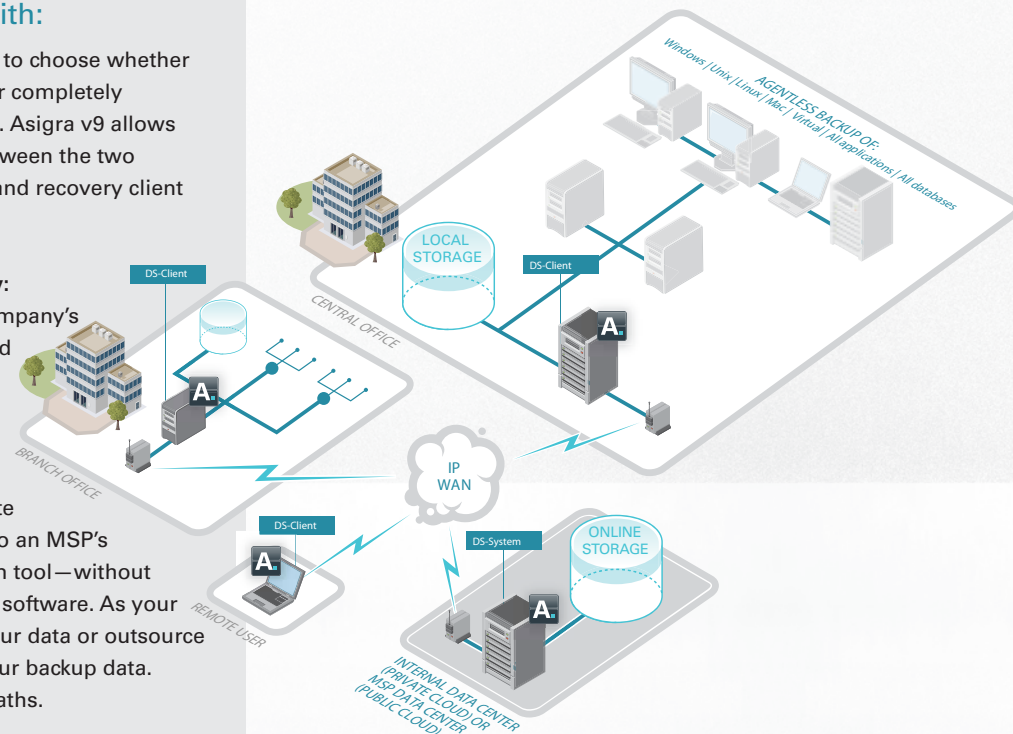 ith:
to choose whether
r completely
. Asigra v9 allows
ween the two
and recovery client
y:
ompany's
d
te
o an MSP's
n tool—without
software. As your
ur data or outsource
ur backup data.
aths.
Windows | Unix | Linux | Mac | Virtual | All applications | All databases
AGENTLESS BACKUP OF:
LOCAL
STORAGE
DS-Client
A.
CENTRAL OFFICE
DS-Client
A.
BRANCH OFFICE
IP
WAN
DS-Client
A.
REMOTE USER
DS-System
A.
ONLINE
STORAGE
INTERNAL DATA CENTER
(PRIVATE CLOUD) OR
MSP DATA CENTER
(PUBLIC CLOUD)